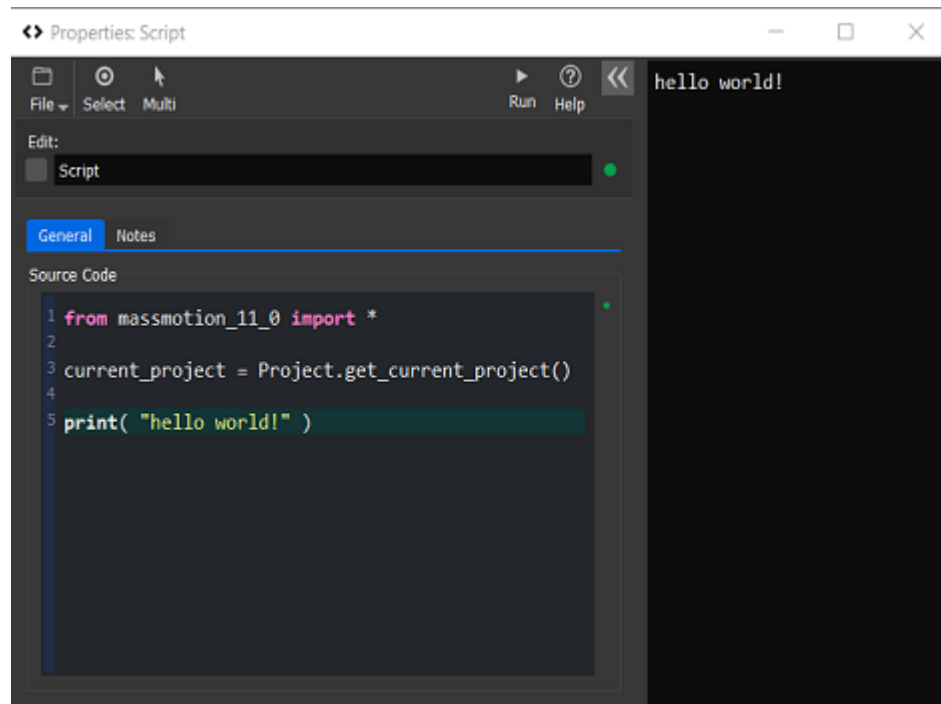 Properties: Script
File Select Multi Run Help
Edit:
Script
General Notes
Source Code
1 from massmotion_11_0 import *
2
3 current_project = Project.get_current_project()
4
5 print( "hello world!" )
hello world!